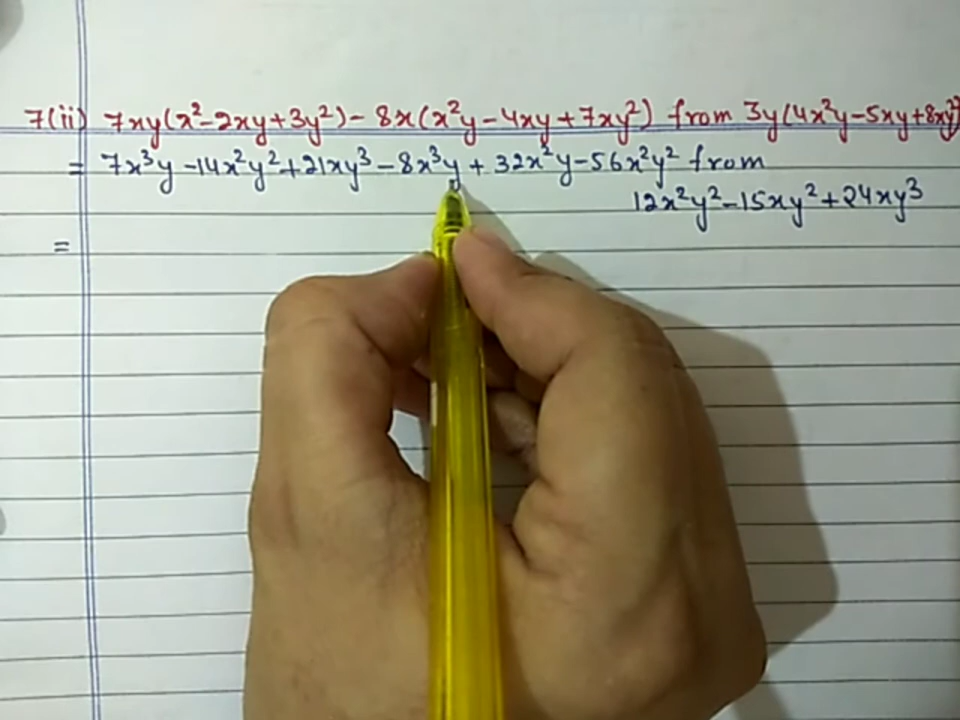 7(ii) 7xy(x²-2xy+3y²)- 8x(x²y-4xy+7xy²) from 3y(4x²y-5xy+8xy²)
= 7x³y -14x²y²+21xy³-8x³y + 32x²y-56x²y² from
12x²y²-15xy²+24xy³
=